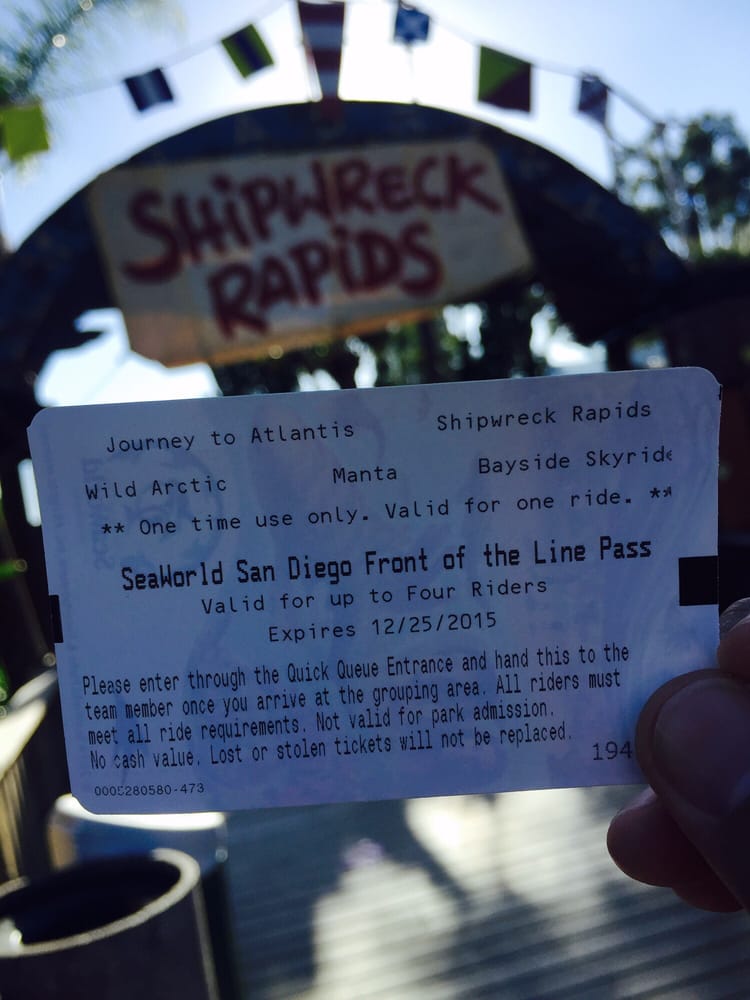 SHiPWRECK
RAPiDS
Journey to Atlantis Shipwreck Rapids
Wild Arctic Manta Bayside Skyride
** One time use only. Valid for one ride. **
SeaWorld San Diego Front of the Line Pass
Valid for up to Four Riders
Expires 12/25/2015
Please enter through the Quick Queue Entrance and hand this to the
team member once you arrive at the grouping area. All riders must
meet all ride requirements. Not valid for park admission.
No cash value. Lost or stolen tickets will not be replaced.
194
0005280580-473